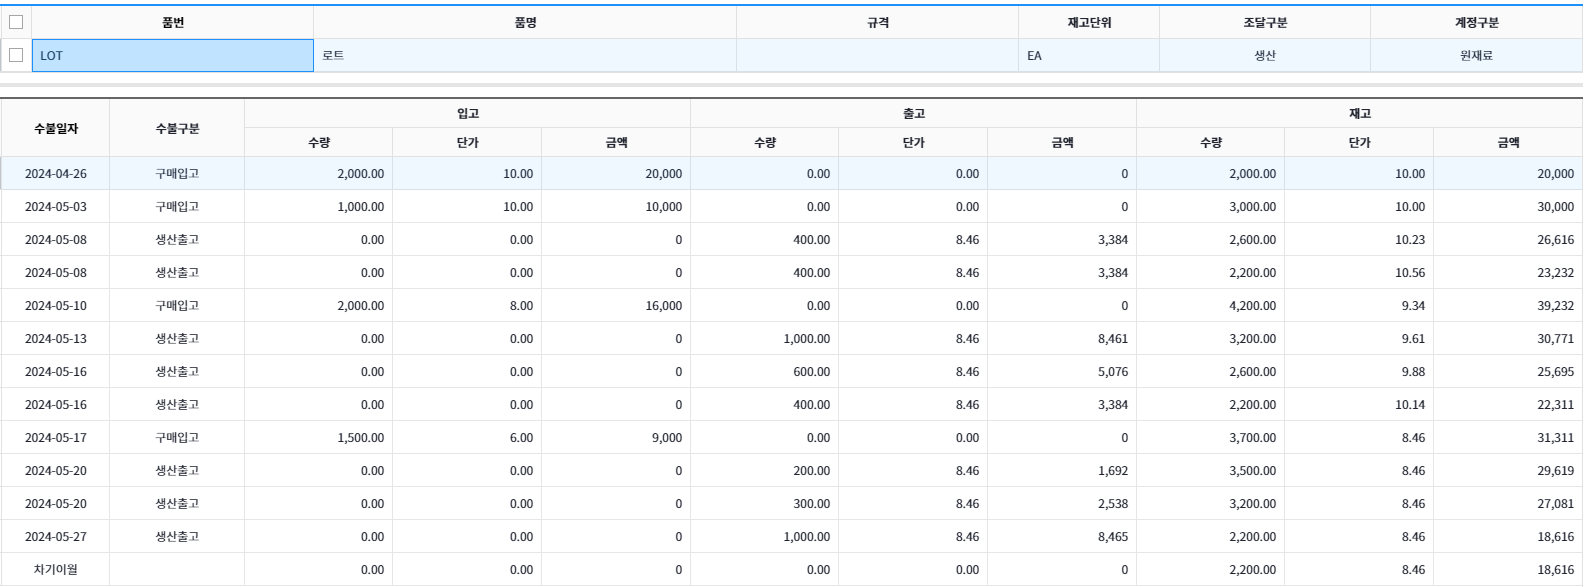 품번 품명 규격 재고단위 조달구분 계정구분
LOT 로트 EA 생산 원재료
수불일자 수불구분 입고 출고 재고
수량 단가 금액 수량 단가 금액 수량 단가 금액
2024-04-26 구매입고 2,000.00 10.00 20,000 0.00 0.00 0 2,000.00 10.00 20,000
2024-05-03 구매입고 1,000.00 10.00 10,000 0.00 0.00 0 3,000.00 10.00 30,000
2024-05-08 생산출고 0.00 0.00 0 400.00 8.46 3,384 2,600.00 10.23 26,616
2024-05-08 생산출고 0.00 0.00 0 400.00 8.46 3,384 2,200.00 10.56 23,232
2024-05-10 구매입고 2,000.00 8.00 16,000 0.00 0.00 0 4,200.00 9.34 39,232
2024-05-13 생산출고 0.00 0.00 0 1,000.00 8.46 8,461 3,200.00 9.61 30,771
2024-05-16 생산출고 0.00 0.00 0 600.00 8.46 5,076 2,600.00 9.88 25,695
2024-05-16 생산출고 0.00 0.00 0 400.00 8.46 3,384 2,200.00 10.14 22,311
2024-05-17 구매입고 1,500.00 6.00 9,000 0.00 0.00 0 3,700.00 8.46 31,311
2024-05-20 생산출고 0.00 0.00 0 200.00 8.46 1,692 3,500.00 8.46 29,619
2024-05-20 생산출고 0.00 0.00 0 300.00 8.46 2,538 3,200.00 8.46 27,081
2024-05-27 생산출고 0.00 0.00 0 1,000.00 8.46 8,465 2,200.00 8.46 18,616
차기이월 0.00 0.00 0 0.00 0.00 0 2,200.00 8.46 18,616